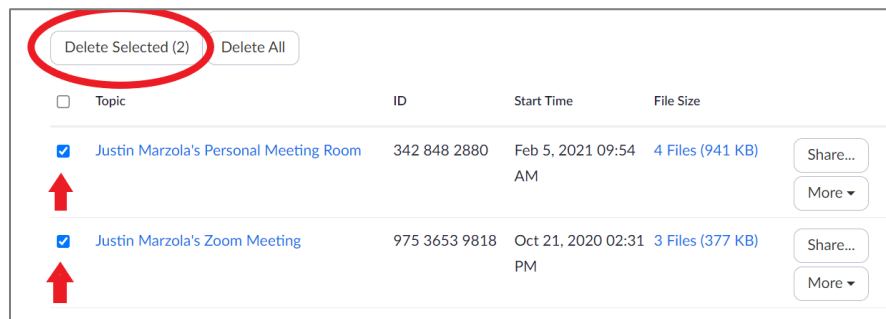 Delete Selected (2) Delete All
Topic ID Start Time File Size
Justin Marzola's Personal Meeting Room 342 848 2880 Feb 5, 2021 09:54 4 Files (941 KB) Share...
AM
More
Justin Marzola's Zoom Meeting 975 3653 9818 Oct 21, 2020 02:31 3 Files (377 KB) Share...
PM
More